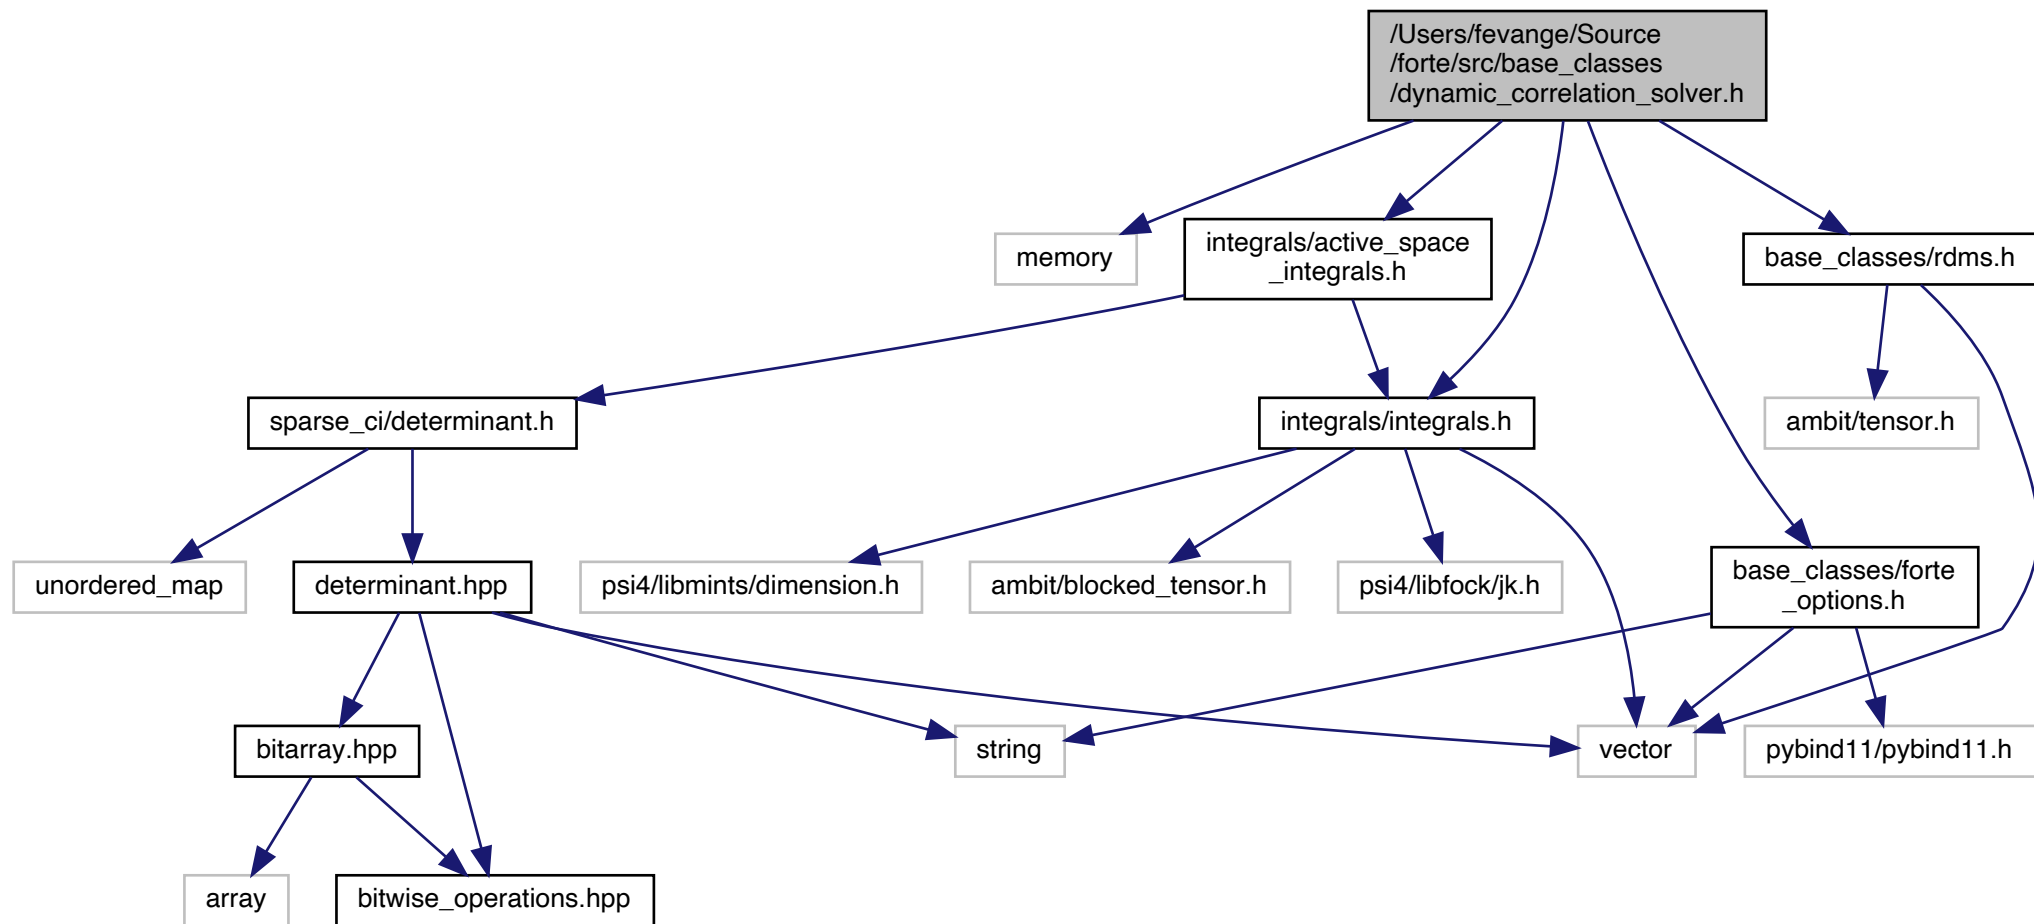 /Users/fevange/Source
/forte/src/base_classes
/dynamic_correlation_solver.h
memory
integrals/active_space
_integrals.h
base_classes/rdms.h
sparse_ci/determinant.h
integrals/integrals.h
ambit/tensor.h
unordered_map
determinant.hpp
psi4/libmints/dimension.h
ambit/blocked_tensor.h
psi4/libfock/jk.h
base_classes/forte
_options.h
bitarray.hpp
string
vector
pybind11/pybind11.h
array
bitwise_operations.hpp